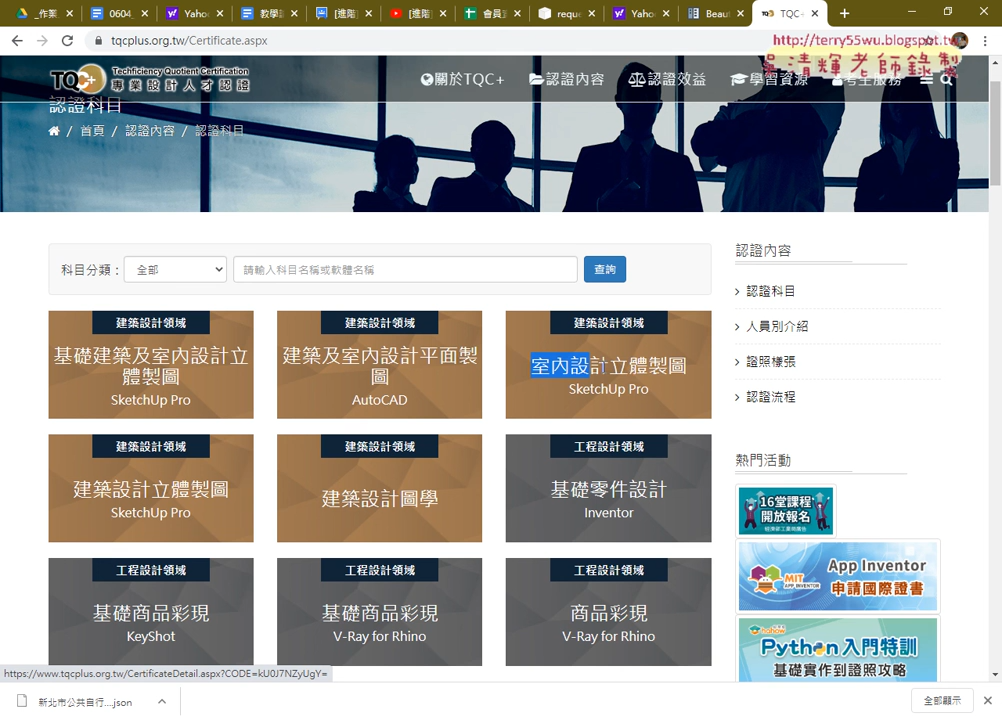 _作業
0604_
Yaho
教學
[進階
[進階
會員
requ
Yaho
Beau
TQC+
tqcplus.org.tw/Certificate.aspx
http://terry55wu.blogspot.tw
吳清輝老師錄製
TQC+ Techficiency Quotient Certification
專業設計人才認證
關於TQC+
認證內容
認證效益
學習資源
考生服務
認證科目
/ 首頁 / 認證內容 / 認證科目
科目分類：
全部
請輸入科目名稱或軟體名稱
查詢
建築設計領域
基礎建築及室內設計立
體製圖
SketchUp Pro
建築設計領域
建築及室內設計平面製
圖
AutoCAD
建築設計領域
室內設計立體製圖
SketchUp Pro
建築設計領域
建築設計立體製圖
SketchUp Pro
建築設計領域
建築設計圖學
工程設計領域
基礎零件設計
Inventor
工程設計領域
基礎商品彩現
KeyShot
工程設計領域
基礎商品彩現
V-Ray for Rhino
工程設計領域
商品彩現
V-Ray for Rhino
認證內容
> 認證科目
> 人員別介紹
> 證照樣張
> 認證流程
熱門活動
16堂課程
開放報名
MIT
APP INVENTOR
App Inventor
申請國際證書
hahow
Python 入門特訓
基礎實作到證照攻略
https://www.tqcplus.org.tw/CertificateDetail.aspx?CODE=kU0J7NZyUgY=
新北市公共自行....json
全部顯示